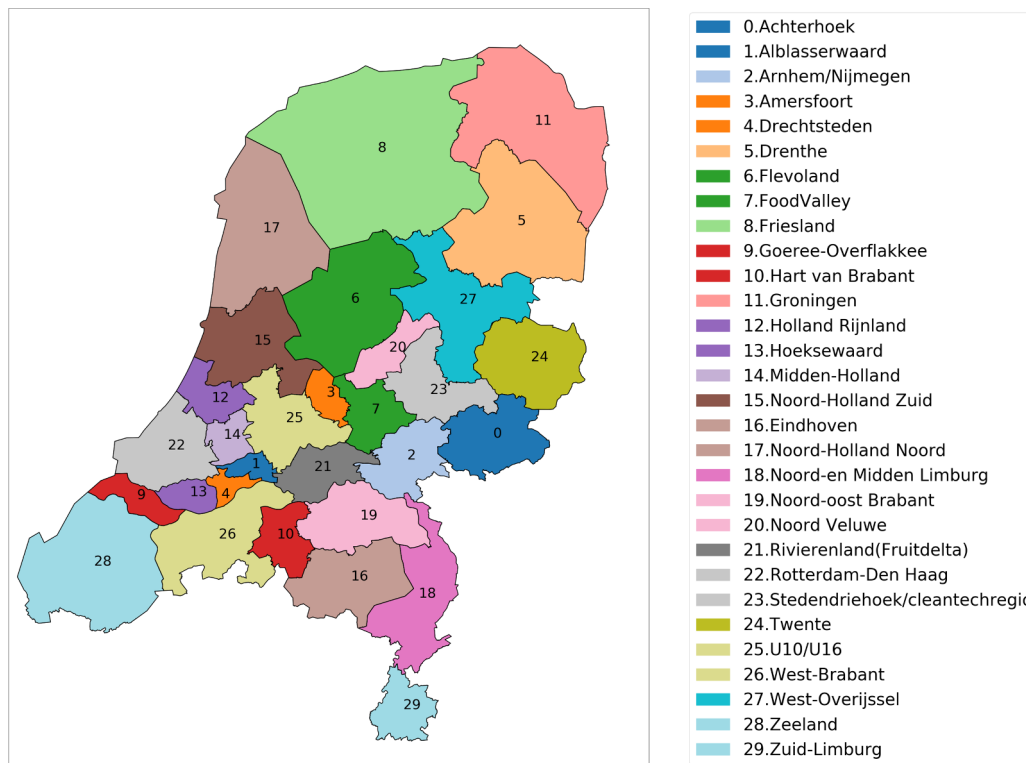 11
8
17
5
6
27
15
20
24
3
23
12
7
25
14
0
22
2
1
21
13
4
9
19
26
10
28
16
18
29
0.Achterhoek
1.Alblasserwaard
2.Arnhem/Nijmegen
3.Amersfoort
4.Drechtsteden
5.Drenthe
6.Flevoland
7.FoodValley
8.Friesland
9.Goeree-Overflakkee
10.Hart van Brabant
11.Groningen
12.Holland Rijnland
13.Hoeksewaard
14.Midden-Holland
15.Noord-Holland Zuid
16.Eindhoven
17.Noord-Holland Noord
18.Noord-en Midden Limburg
19.Noord-oost Brabant
20.Noord Veluwe
21.Rivierenland(Fruitdelta)
22.Rotterdam-Den Haag
23.Stedendriehoek/cleantechregio
24.Twente
25.U10/U16
26.West-Brabant
27.West-Overijssel
28.Zeeland
29.Zuid-Limburg